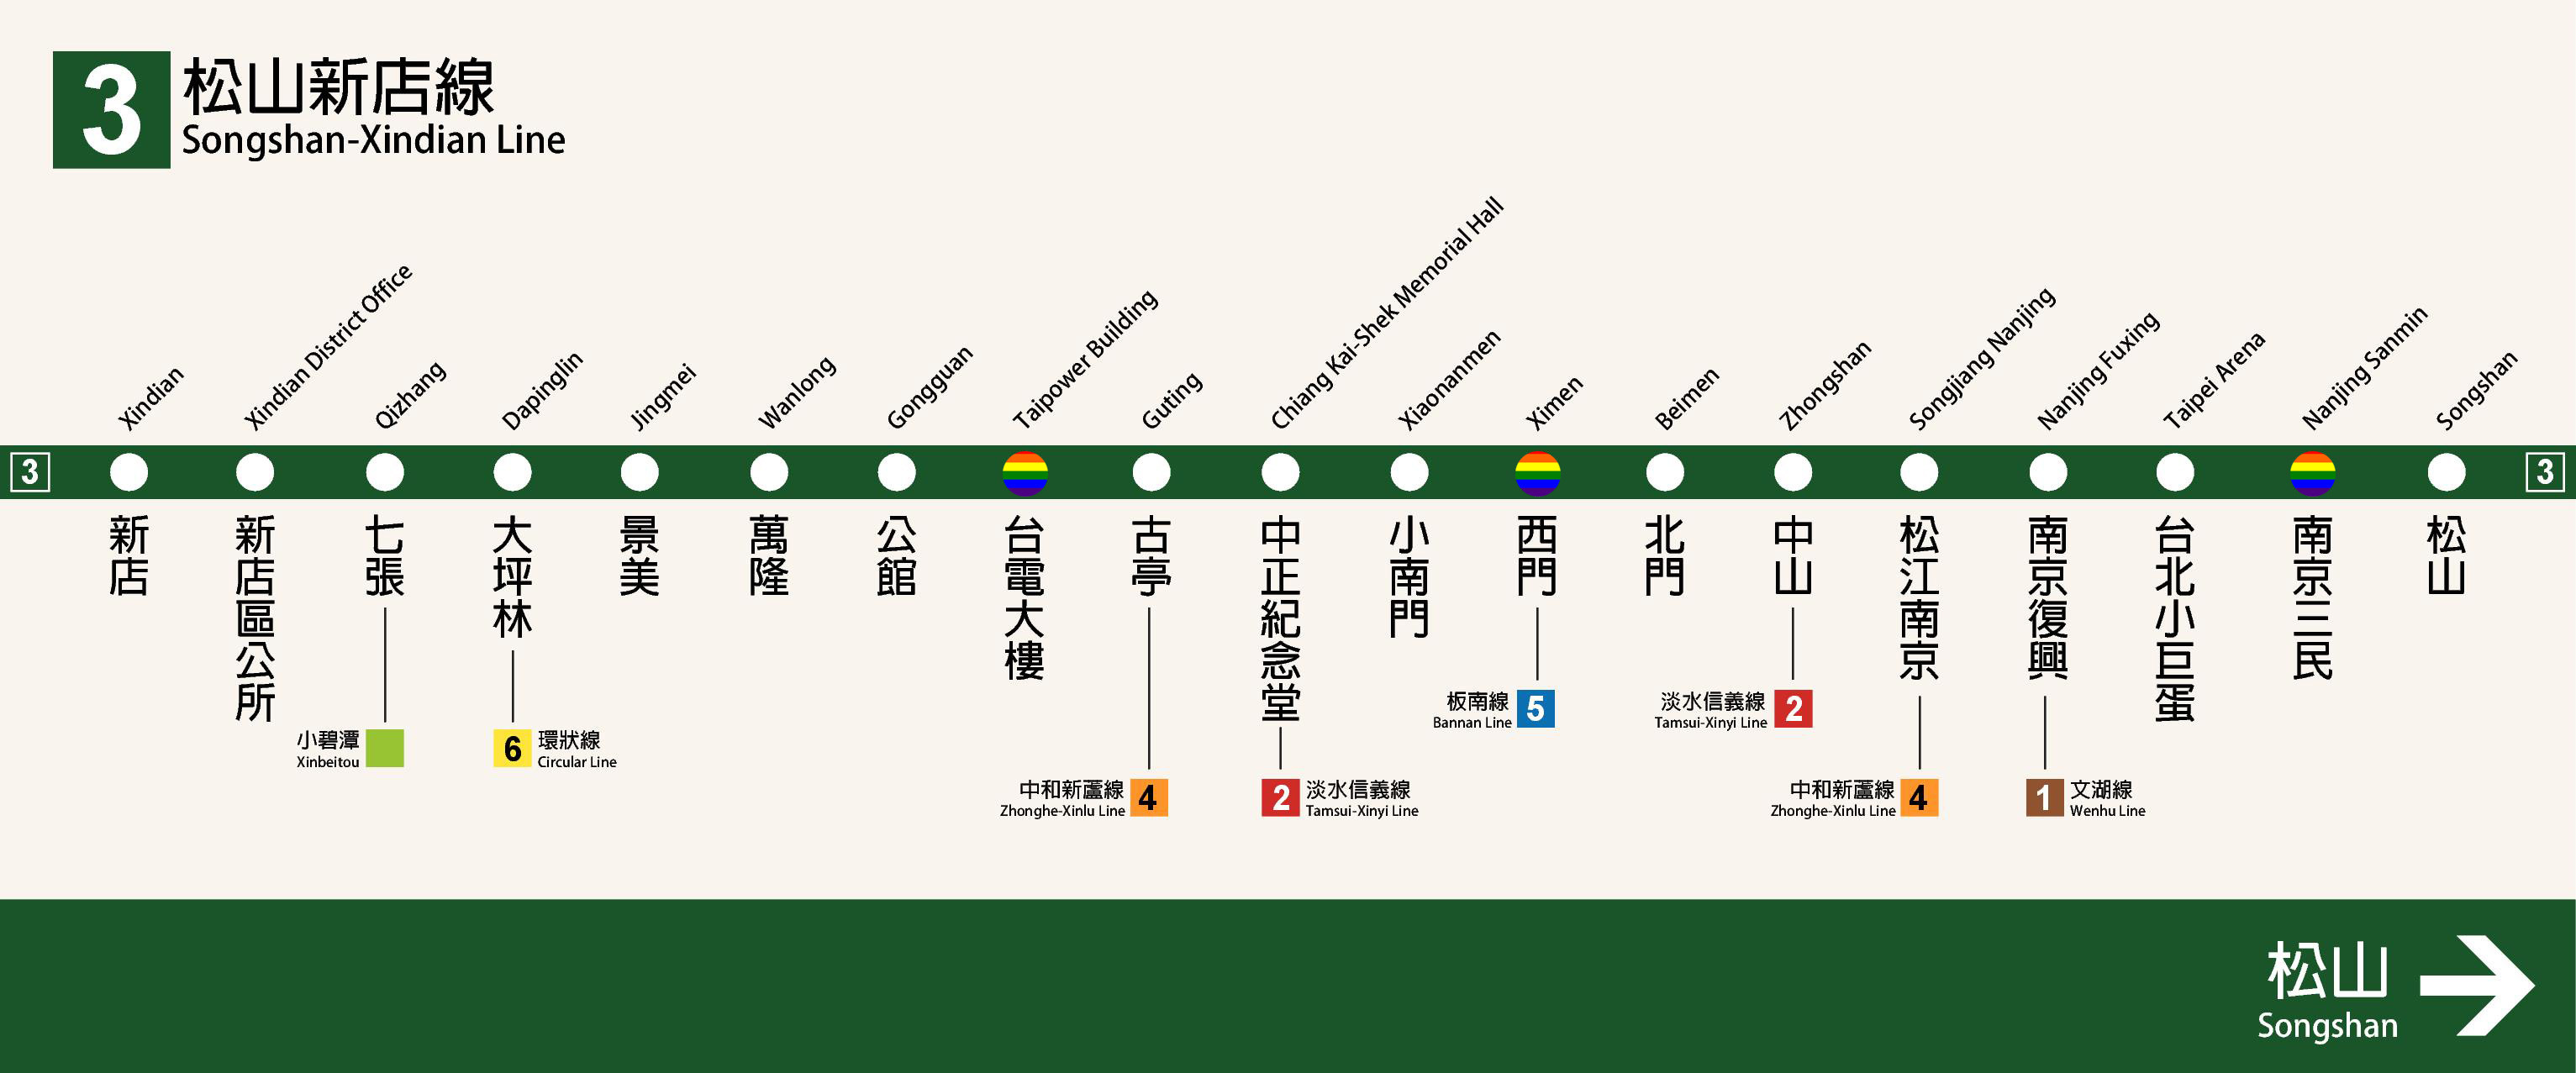 3
松山新店線
Songshan-Xindian Line
Xindian
Xindian District Office
Qizhang
Dapinglin
Jingmei
Wanlong
Gongguan
Taipower Building
Guting
Chiang Kai-Shek Memorial Hall
Xiaonanmen
Ximen
Beimen
Zhongshan
Songjiang Nanjing
Nanjing Fuxing
Taipei Arena
Nanjing Sanmin
Songshan
3
3
新店
新店區公所
七張
大坪林
景美
萬隆
公館
台電大樓
古亭
中正紀念堂
小南門
西門
北門
中山
松江南京
南京復興
台北小巨蛋
南京三民
松山
小碧潭
Xinbeitou
6
環狀線
Circular Line
中和新蘆線
Zhonghe-Xinlu Line
4
2
淡水信義線
Tamsui-Xinyi Line
板南線
Bannan Line
5
淡水信義線
Tamsui-Xinyi Line
2
中和新蘆線
Zhonghe-Xinlu Line
4
1
文湖線
Wenhu Line
松山
Songshan